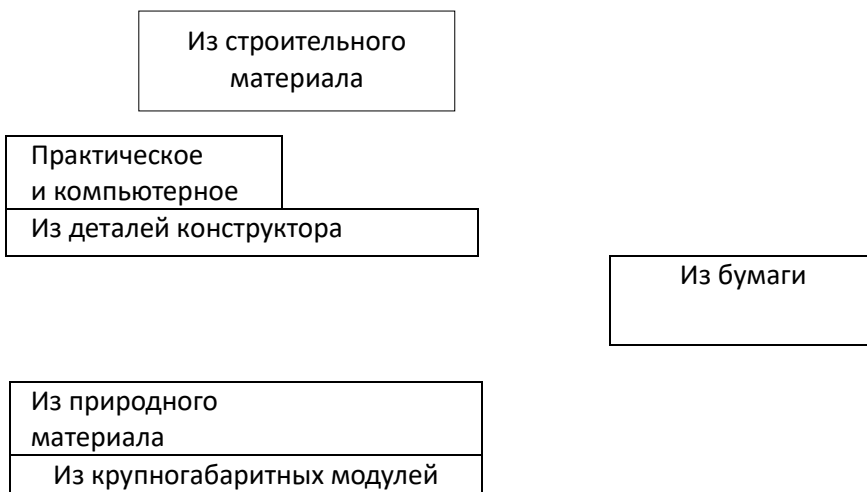 Из строительного
материала
Практическое
и компьютерное
Из деталей конструктора
Из бумаги
Из природного
материала
Из крупногабаритных модулей